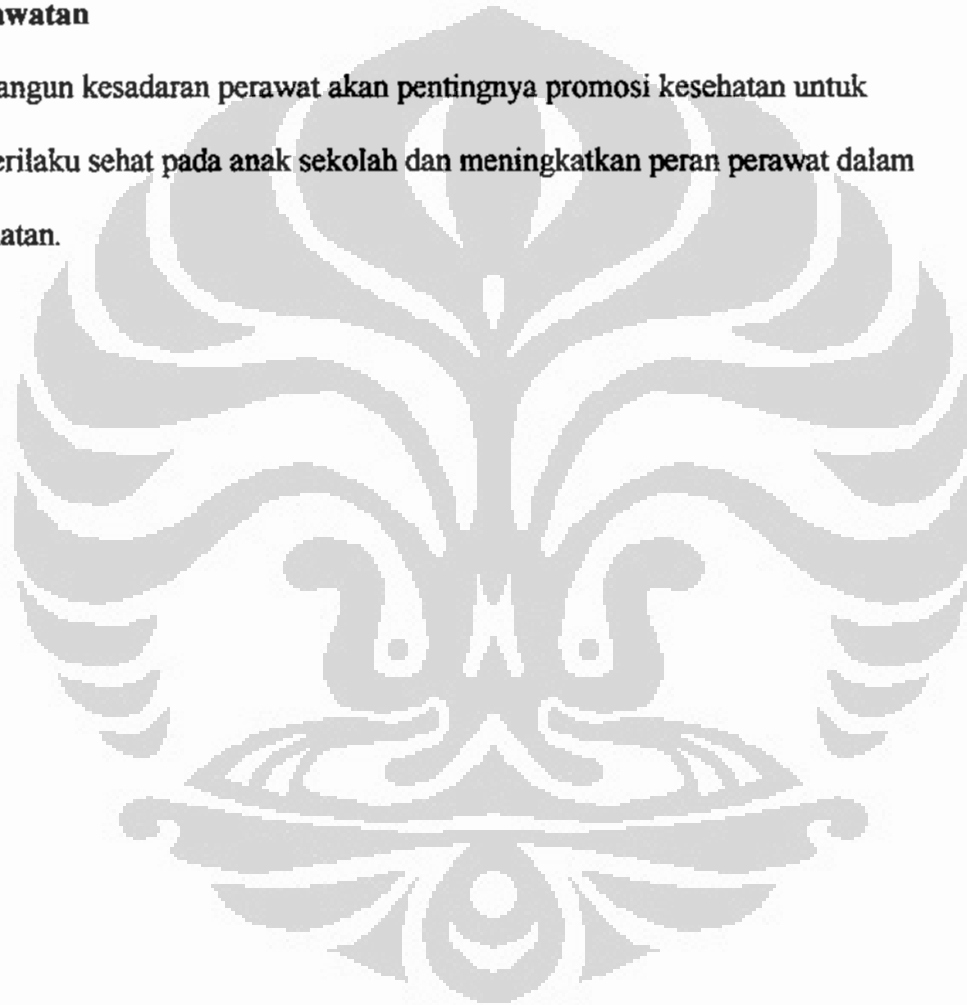 awatan
angun kesadaran perawat akan pentingnya promosi kesehatan untuk
erilaku sehat pada anak sekolah dan meningkatkan peran perawat dalam
atan.